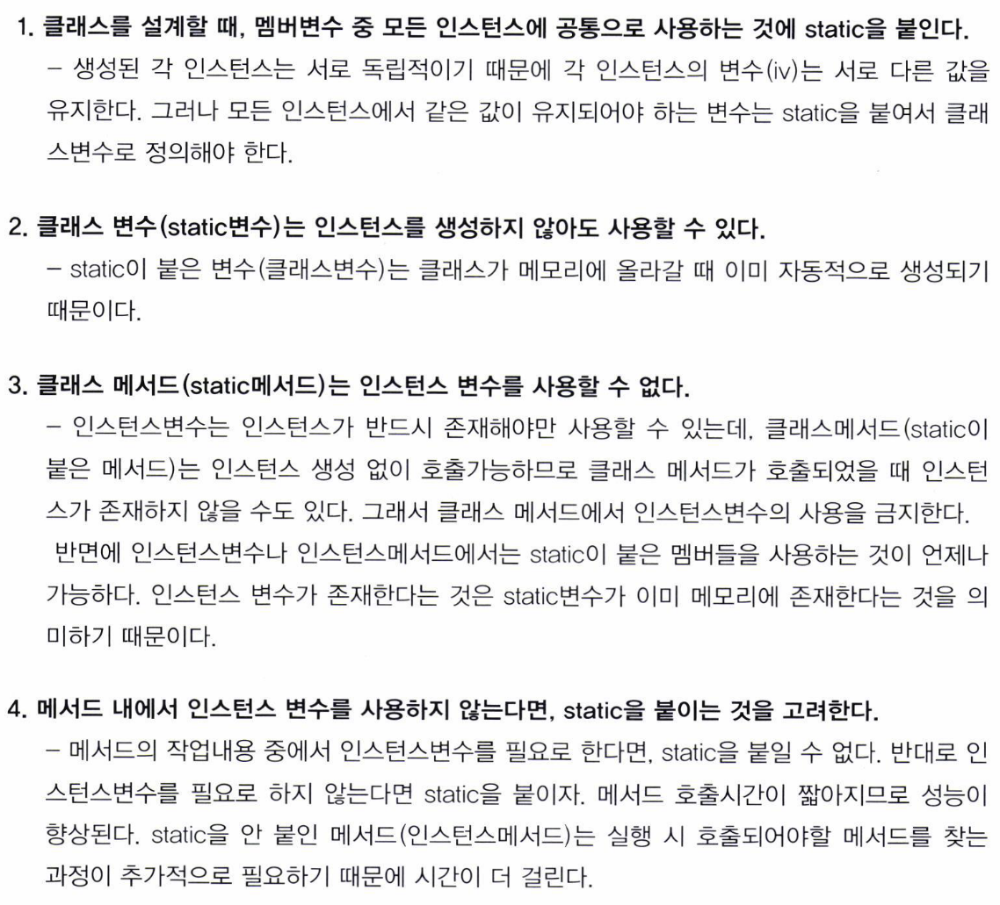 1. 클래스를 설계할 때, 멤버변수 중 모든 인스턴스에 공통으로 사용하는 것에 static을 붙인다.
– 생성된 각 인스턴스는 서로 독립적이기 때문에 각 인스턴스의 변수(iv)는 서로 다른 값을
유지한다. 그러나 모든 인스턴스에서 같은 값이 유지되어야 하는 변수는 static을 붙여서 클래
스변수로 정의해야 한다.
2. 클래스 변수(static변수)는 인스턴스를 생성하지 않아도 사용할 수 있다.
– static이 붙은 변수(클래스변수)는 클래스가 메모리에 올라갈 때 이미 자동적으로 생성되기
때문이다.
3. 클래스 메서드(static메서드)는 인스턴스 변수를 사용할 수 없다.
– 인스턴스변수는 인스턴스가 반드시 존재해야만 사용할 수 있는데, 클래스메서드(static이
붙은 메서드)는 인스턴스 생성 없이 호출가능하므로 클래스 메서드가 호출되었을 때 인스턴
스가 존재하지 않을 수도 있다. 그래서 클래스 메서드에서 인스턴스변수의 사용을 금지한다.
반면에 인스턴스변수나 인스턴스메서드에서는 static이 붙은 멤버들을 사용하는 것이 언제나
가능하다. 인스턴스 변수가 존재한다는 것은 static변수가 이미 메모리에 존재한다는 것을 의
미하기 때문이다.
4. 메서드 내에서 인스턴스 변수를 사용하지 않는다면, static을 붙이는 것을 고려한다.
– 메서드의 작업내용 중에서 인스턴스변수를 필요로 한다면, static을 붙일 수 없다. 반대로 인
스턴스변수를 필요로 하지 않는다면 static을 붙이자. 메서드 호출시간이 짧아지므로 성능이
향상된다. static을 안 붙인 메서드(인스턴스메서드)는 실행 시 호출되어야할 메서드를 찾는
과정이 추가적으로 필요하기 때문에 시간이 더 걸린다.